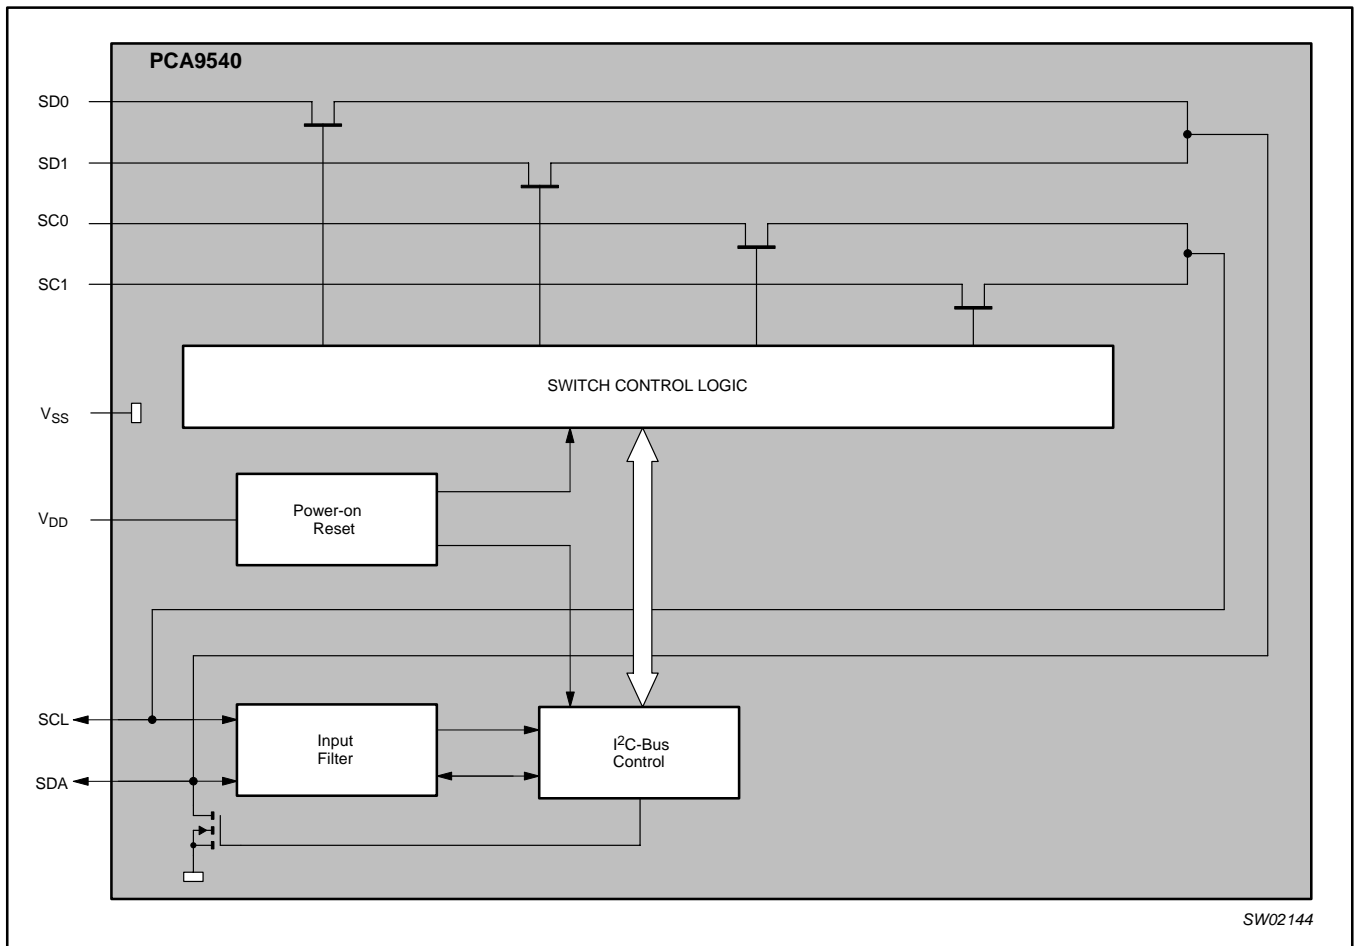 PCA9540
SD0
SD1
SC0
SC1
SWITCH CONTROL LOGIC
VSS
Power-on
Reset
VDD
SCL
Input
Filter
I²C-Bus
Control
SDA
SW02144